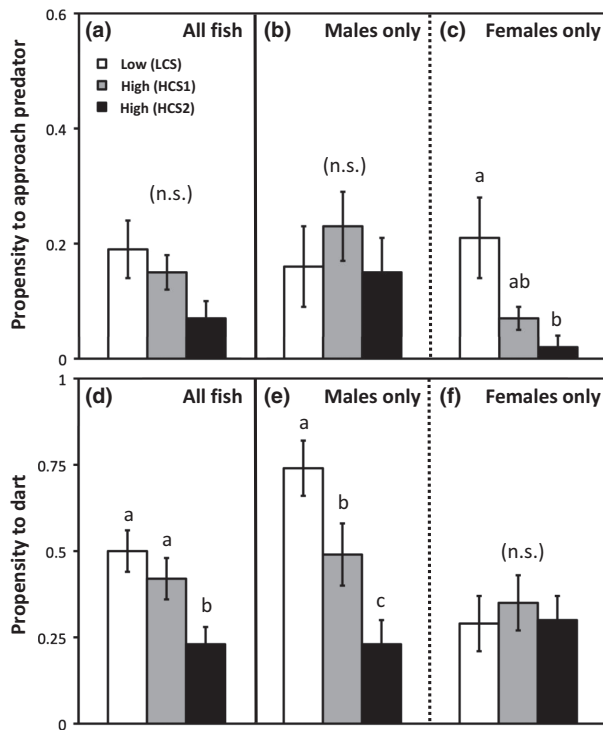 0.6
0.4
0.2
0
Propensity to approach predator
(a) All fish
Low (LCS)
High (HCS1)
High (HCS2)
(n.s.)
(b) Males only
(n.s.)
(c) Females only
a
ab
b
1
0.75
0.5
0.25
0
Propensity to dart
(d) All fish
a
a
b
(e) Males only
a
b
c
(f) Females only
(n.s.)